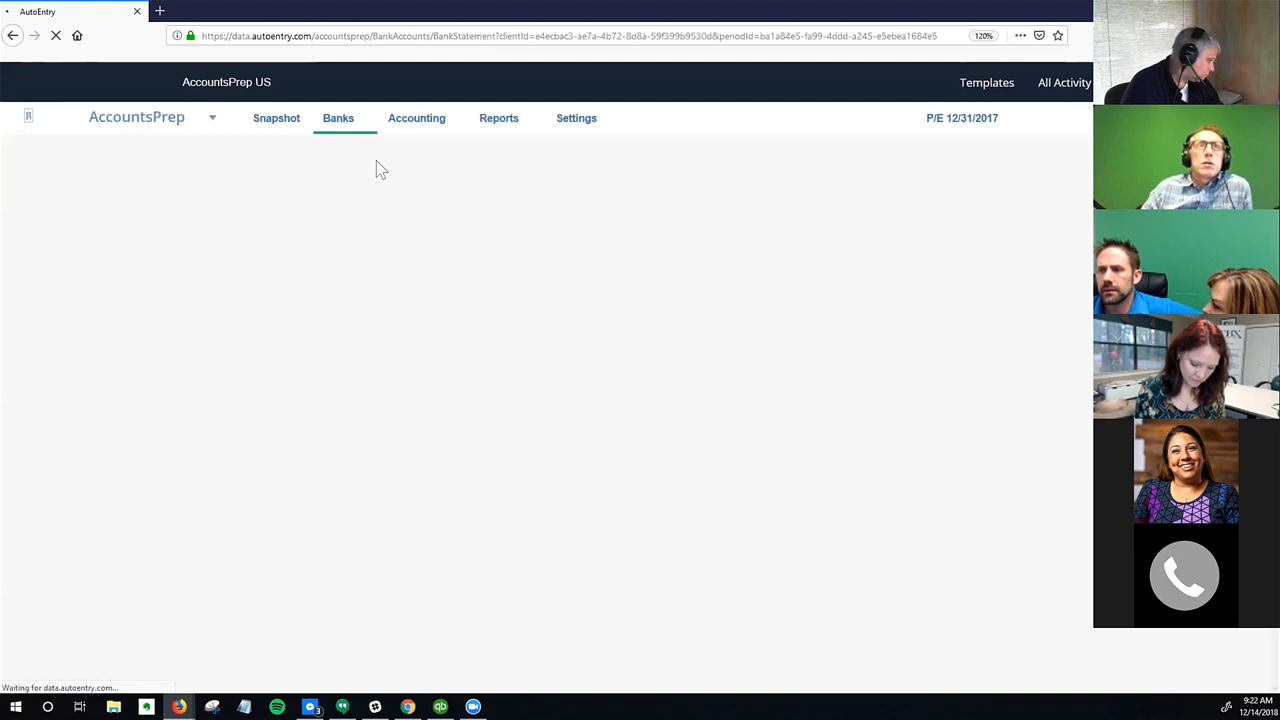 AutoEntry
https://data.autoentry.com/accountsprep/BankAccounts/BankStatement?clientId=e4ecbac3-ae7a-4b72-8d8a-59f399b9530d&periodId=ba1a84e5-fa99-4ddd-a245-e5ebea1684e5
120%
AccountsPrep US
Templates
All Activity
AccountsPrep
Snapshot
Banks
Accounting
Reports
Settings
P/E 12/31/2017
Waiting for data.autoentry.com...
3
qb
9:22 AM
12/14/2018